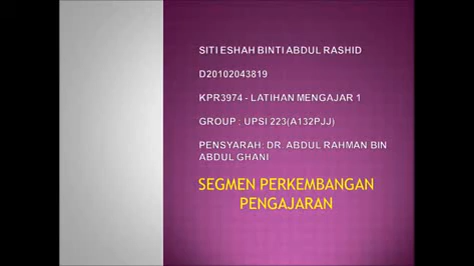 SITI ESHAH BINTI ABDUL RASHID
D20102043819
KPR3974 - LATIHAN MENGAJAR 1
GROUP : UPSI 223(A132PJJ)
PENSYARAH: DR. ABDUL RAHMAN BIN
ABDUL GHANI
SEGMEN PERKEMBANGAN
PENGAJARAN